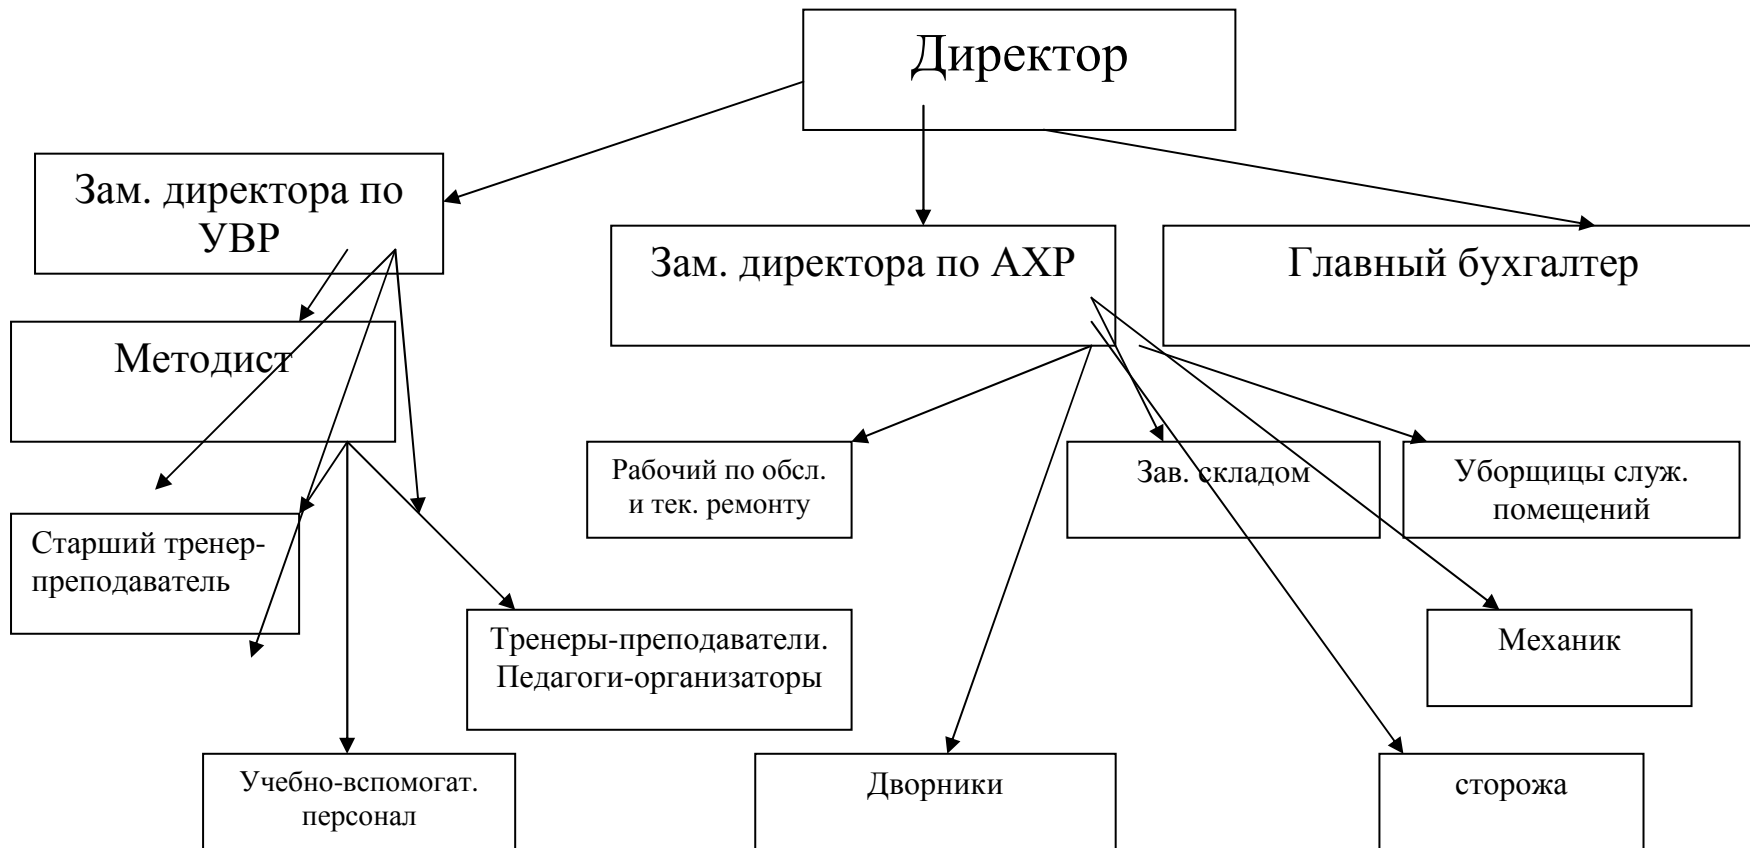 Директор
Зам. директора по
УВР
Зам. директора по АХР
Главный бухгалтер
Методист
Рабочий по обсл.
и тек. ремонту
Зав. складом
Уборщицы служ.
помещений
Старший тренер-
преподаватель
Тренеры-преподаватели.
Педагоги-организаторы
Механик
Учебно-вспомогат.
персонал
Дворники
сторожа